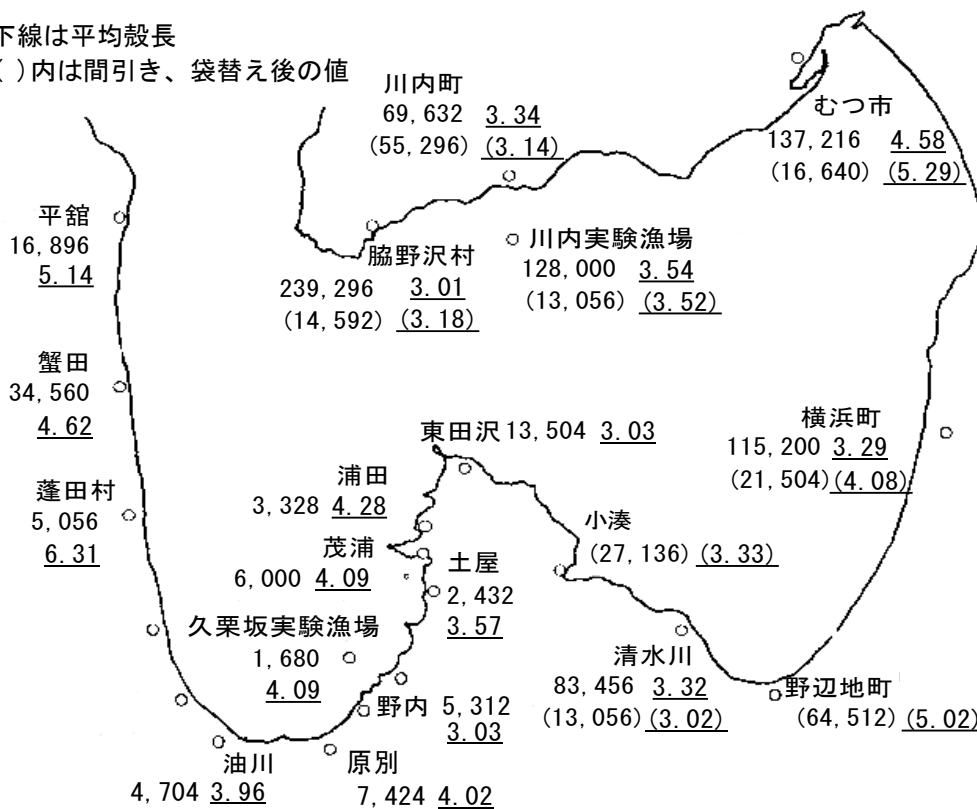 下線は平均殻長
( )内は間引き、袋替え後の値
川内町
69,632 3.34
(55,296) (3.14)
むつ市
137,216 4.58
(16,640) (5.29)
平舘
16,896
5.14
脇野沢村
239,296 3.01
(14,592) (3.18)
川内実験漁場
128,000 3.54
(13,056) (3.52)
蟹田
34,560
4.62
東田沢 13,504 3.03
横浜町
115,200 3.29
(21,504) (4.08)
蓬田村
5,056
6.31
浦田
3,328 4.28
茂浦
6,000 4.09
土屋
2,432
3.57
小湊
(27,136) (3.33)
久栗坂実験漁場
1,680
4.09
清水川
83,456 3.32
(13,056) (3.02)
野辺地町
(64,512) (5.02)
野内 5,312
3.03
油川
4,704 3.96
原別
7,424 4.02